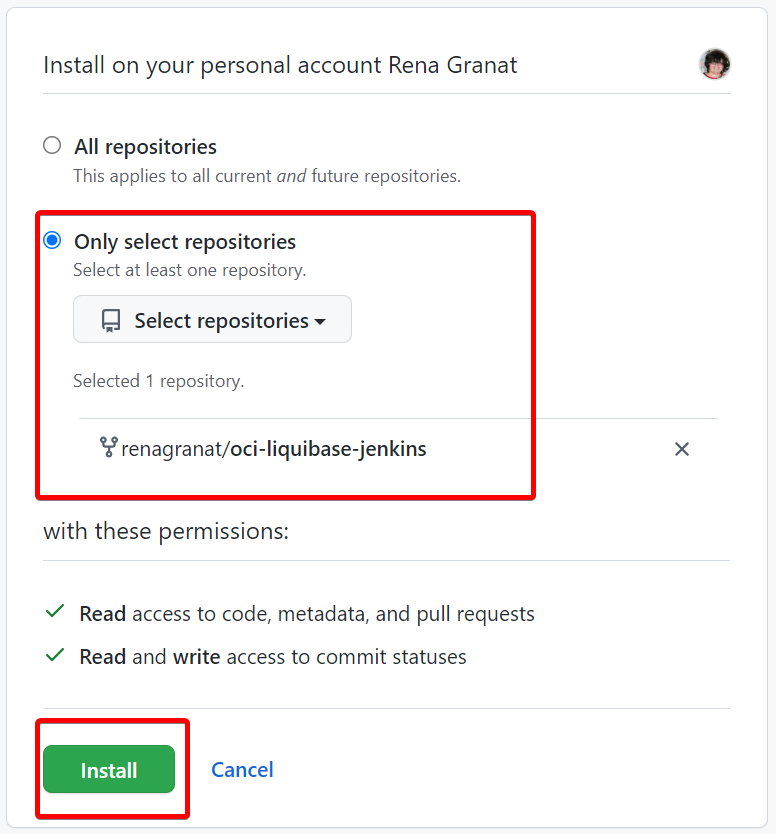 Install on your personal account Rena Granat
All repositories
This applies to all current and future repositories.
Only select repositories
Select at least one repository.
Select repositories
Selected 1 repository.
renagranat/oci-liquibase-jenkins
with these permissions:
Read access to code, metadata, and pull requests
Read and write access to commit statuses
Install Cancel